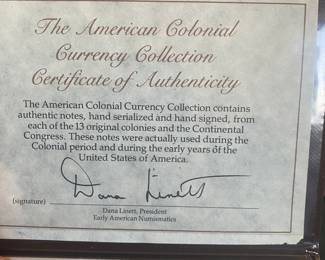 The American Colonial
Currency Collection
Certificate of Authenticity
The American Colonial Currency Collection contains
authentic notes, hand serialized and hand signed, from
each of the 13 original colonies and the Continental
Congress. These notes were actually used during the
Colonial period and during the early years of the
United States of America.
Dana Linett
(signature)
Dana Linett, President
Early American Numismatics